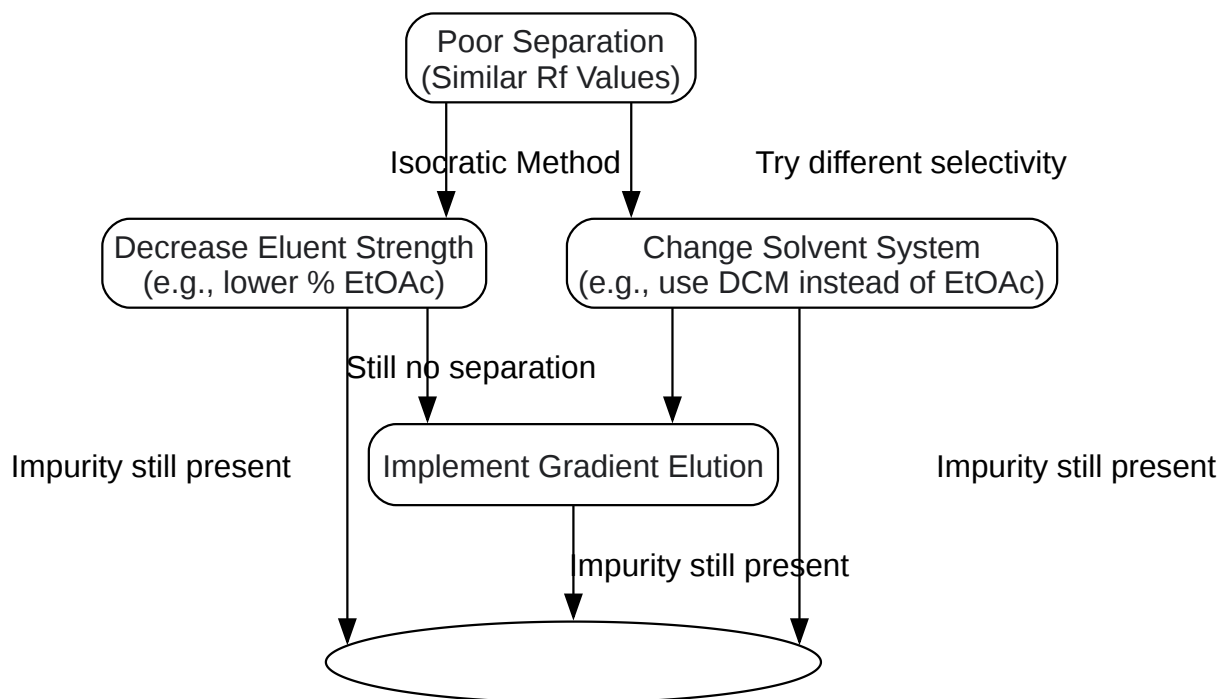 Poor Separation
(Similar Rf Values)
Isocratic Method
Try different selectivity
Decrease Eluent Strength
(e.g., lower % EtOAc)
Change Solvent System
(e.g., use DCM instead of EtOAc)
Still no separation
Impurity still present
Implement Gradient Elution
Impurity still present
Impurity still present